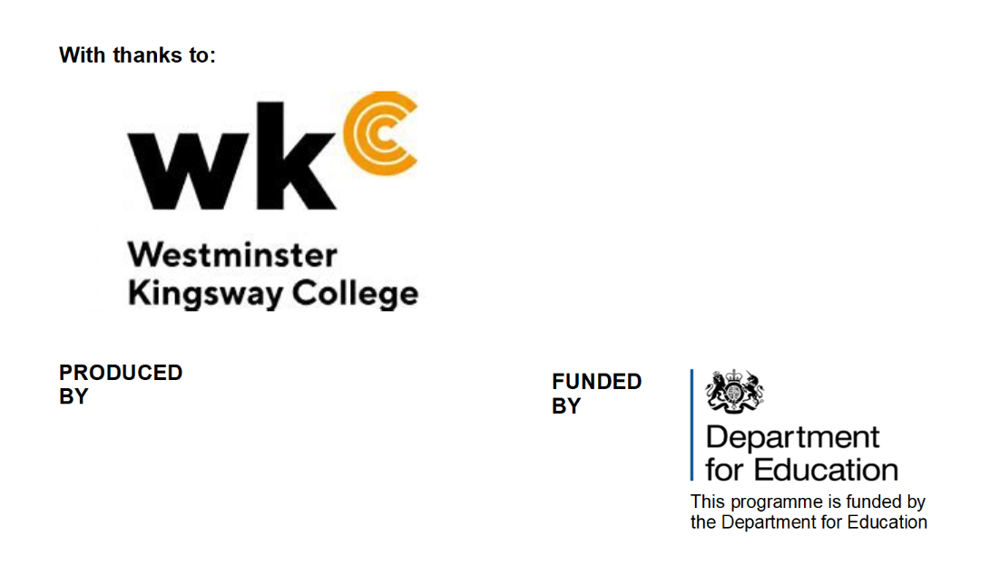 With thanks to:
wkc
Westminster
Kingsway College
PRODUCED
BY
FUNDED
BY
Department
for Education
This programme is funded by
the Department for Education